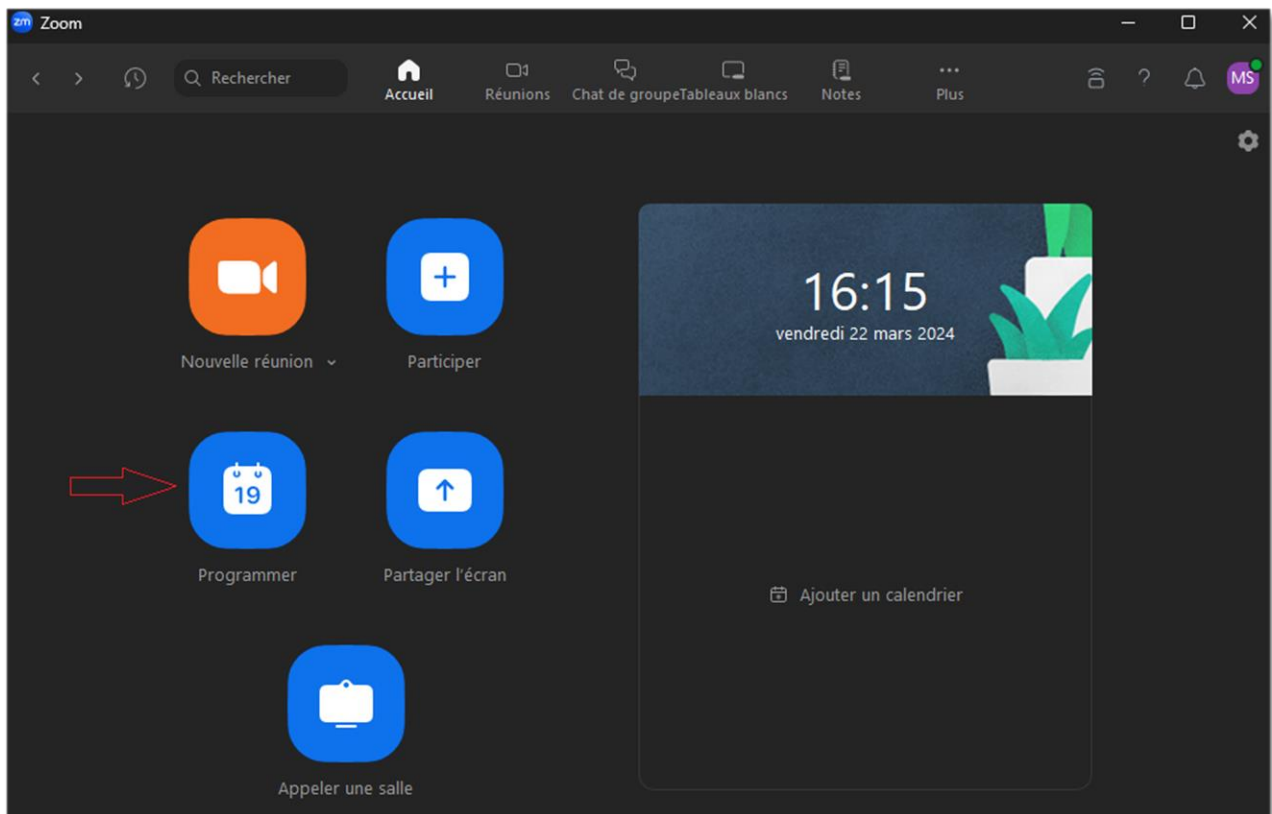 zm Zoom
Rechercher
Accueil
Réunions
Chat de groupe
Tableaux blancs
Notes
Plus
MS
16:15
vendredi 22 mars 2024
Nouvelle réunion
Participer
19
Programmer
Partager l'écran
Ajouter un calendrier
Appeler une salle